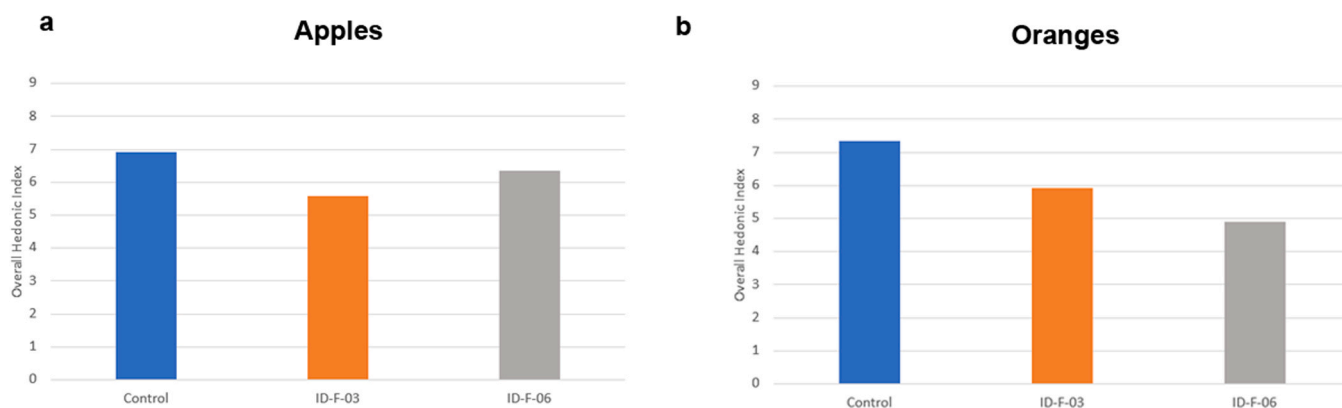 a
Apples
9
8
7
6
5
4
3
2
1
0
Overall Hedonic Index
Control
ID-F-03
ID-F-06
b
Oranges
9
8
7
6
5
4
3
2
1
0
Overall Hedonic Index
Control
ID-F-03
ID-F-06